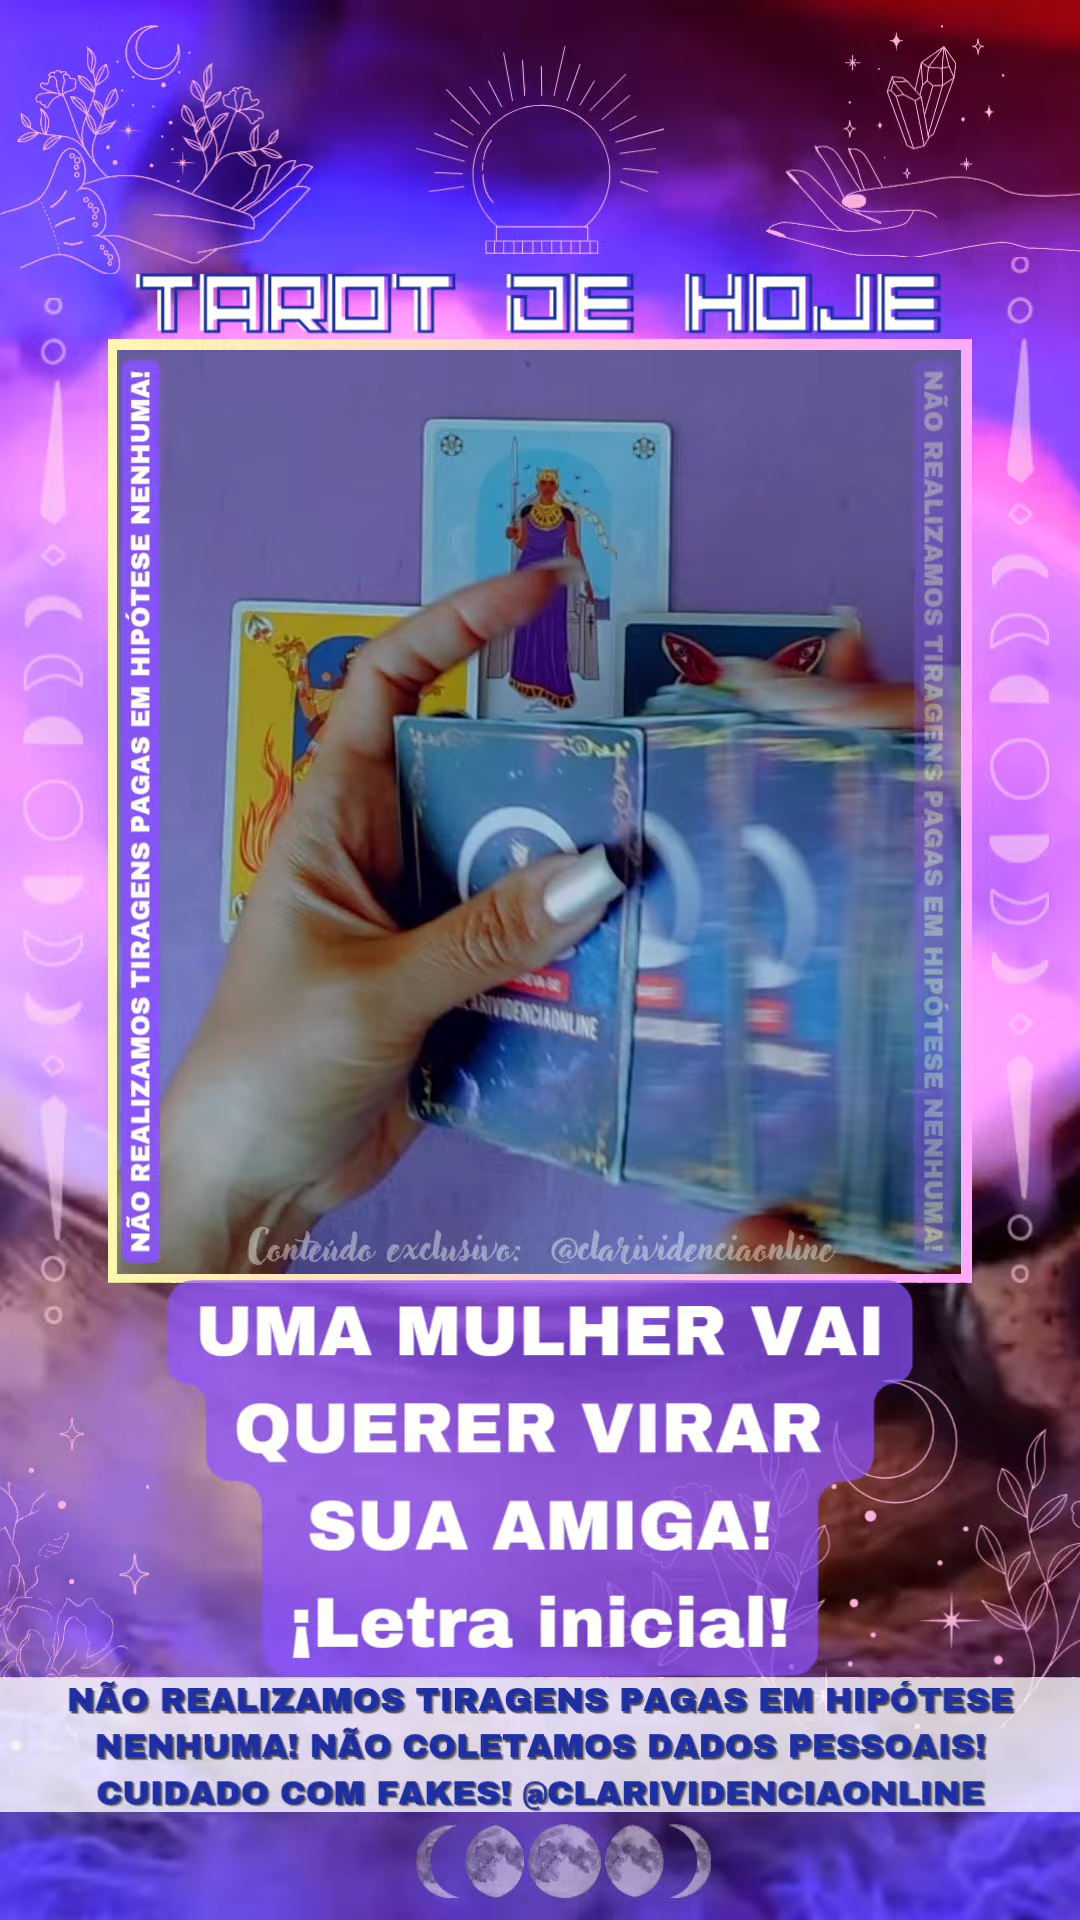 TAROT DE HOJE
NÃO REALIZAMOS TIRAGENS PAGAS EM HIPÓTESE NENHUMA!
NÃO REALIZAMOS TIRAGENS PAGAS EM HIPÓTESE NENHUMA!
CLARIVIDENCIAONLINE
Conteúdo exclusivo: @clarividenciaonline
UMA MULHER VAI
QUERER VIRAR
SUA AMIGA!
¡Letra inicial!
NÃO REALIZAMOS TIRAGENS PAGAS EM HIPÓTESE
NENHUMA! NÃO COLETAMOS DADOS PESSOAIS!
CUIDADO COM FAKES! @CLARIVIDENCIAONLINE